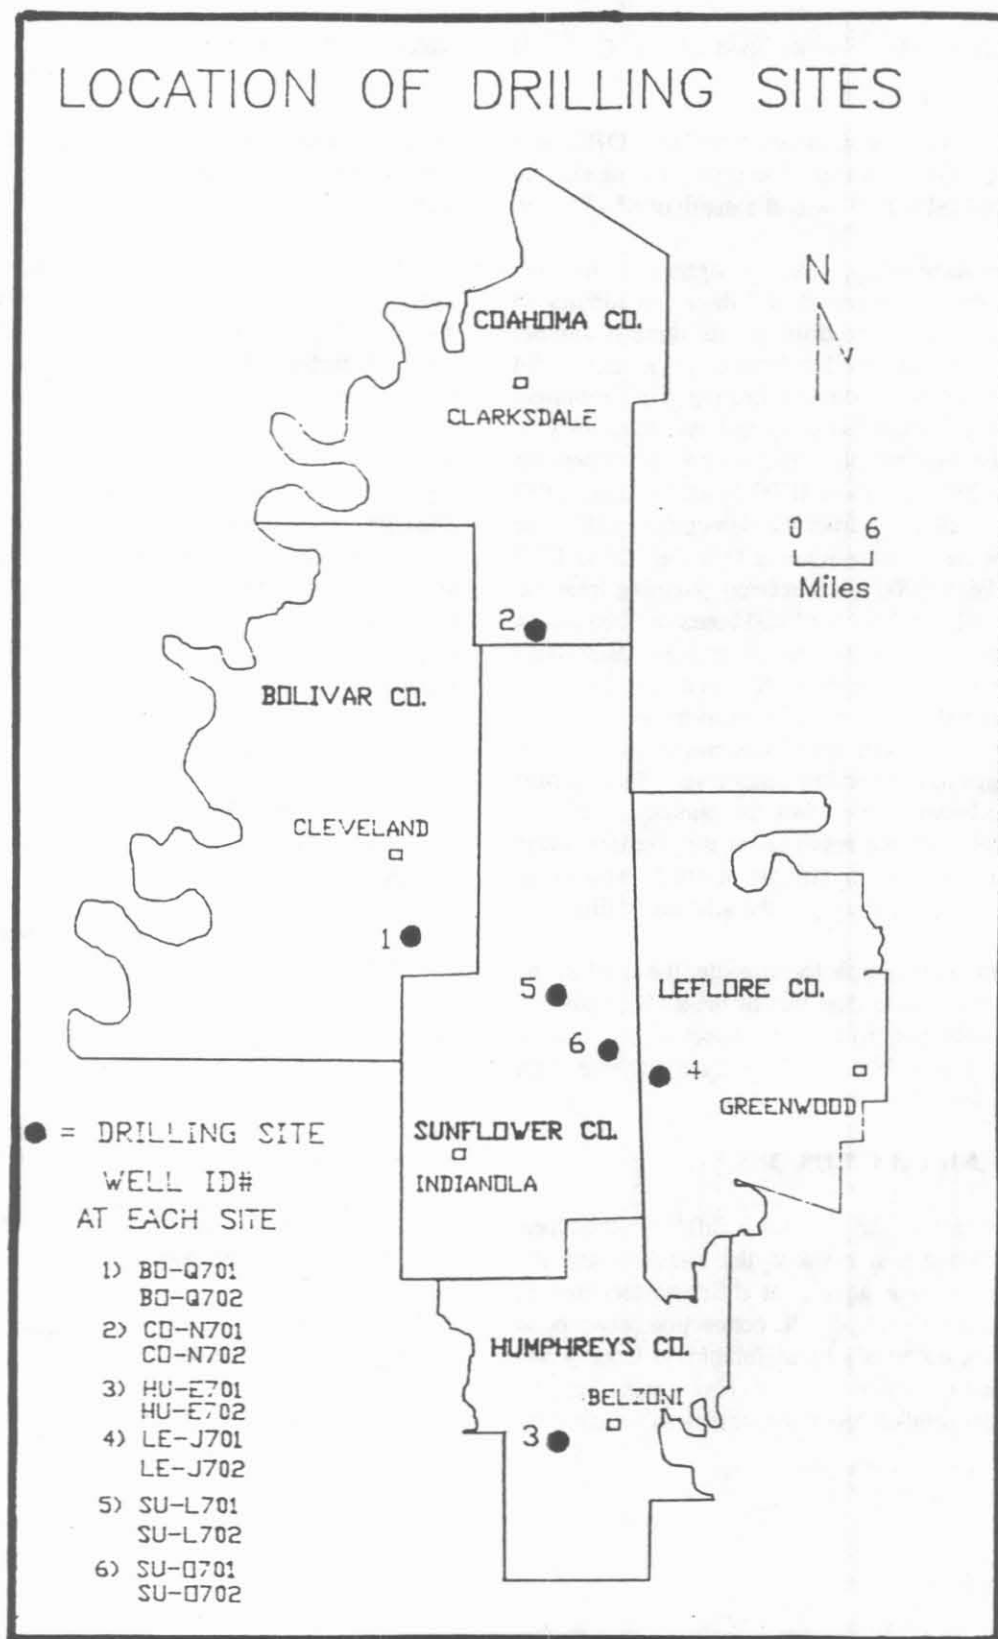 LOCATION OF DRILLING SITES
N
COAHOMA CO.
CLARKSDALE
0 6
Miles
2
BOLIVAR CO.
CLEVELAND
1
5
LEFLORE CO.
6
4
GREENWOOD
● = DRILLING SITE
SUNFLOWER CO.
INDIANOLA
WELL ID#
AT EACH SITE
1) BO-Q701
BO-Q702
2) CO-N701
CO-N702
3) HU-E701
HU-E702
4) LE-J701
LE-J702
5) SU-L701
SU-L702
6) SU-O701
SU-O702
HUMPHREYS CO.
BELZONI
3